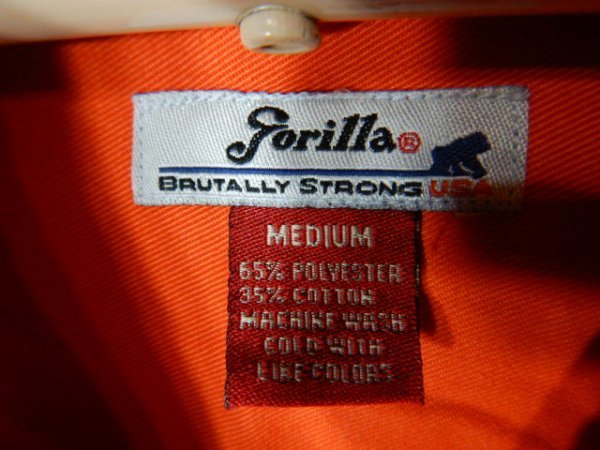 Gorilla®
BRUTALLY STRONG USA
MEDIUM
65% POLYESTER
35% COTTON
MACHINE WASH
COLD WITH
LIKE COLORS